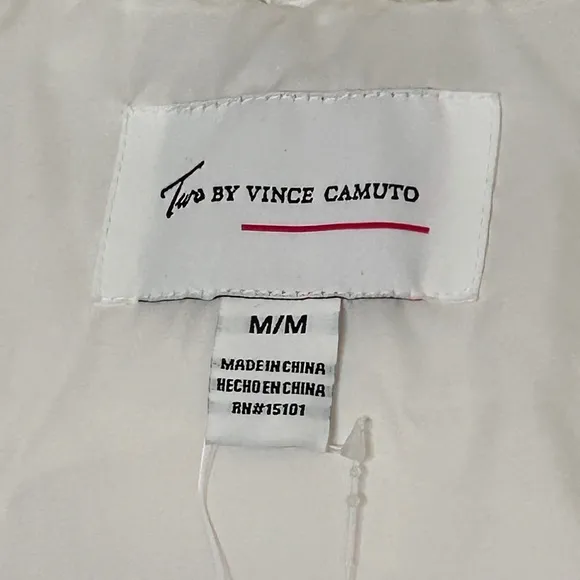 Two BY VINCE CAMUTO
M/M
MADE IN CHINA
HECHO EN CHINA
RN#15101